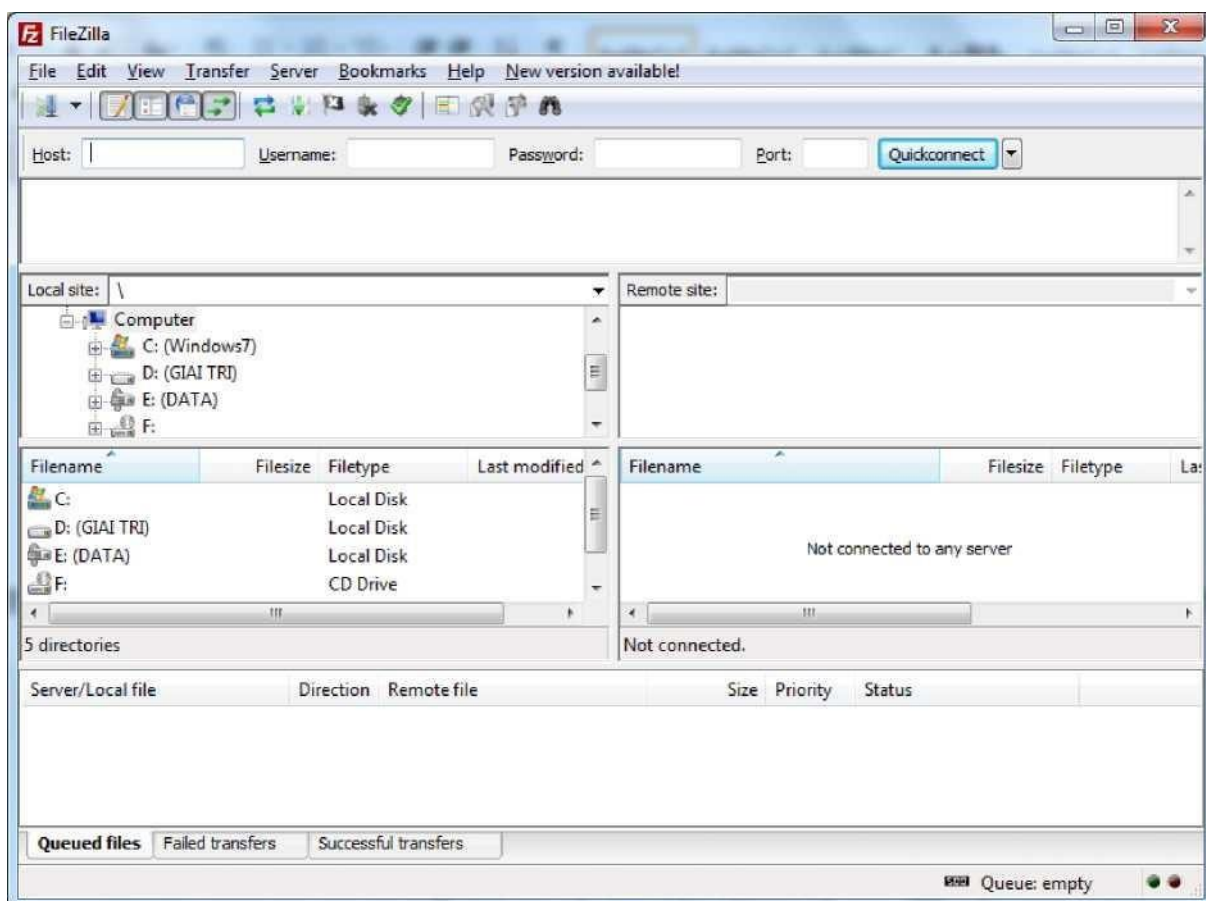 FileZilla
File Edit View Transfer Server Bookmarks Help New version available!
Host: Username: Password: Port: Quickconnect
Local site: \
Remote site:
Computer
C: (Windows7)
D: (GIAI TRI)
E: (DATA)
F:
Filename Filesize Filetype Last modified
C: Local Disk
D: (GIAI TRI) Local Disk
E: (DATA) Local Disk
F: CD Drive
5 directories
Filename Filesize Filetype Las
Not connected to any server
Not connected.
Server/Local file Direction Remote file Size Priority Status
Queued files Failed transfers Successful transfers
Queue: empty